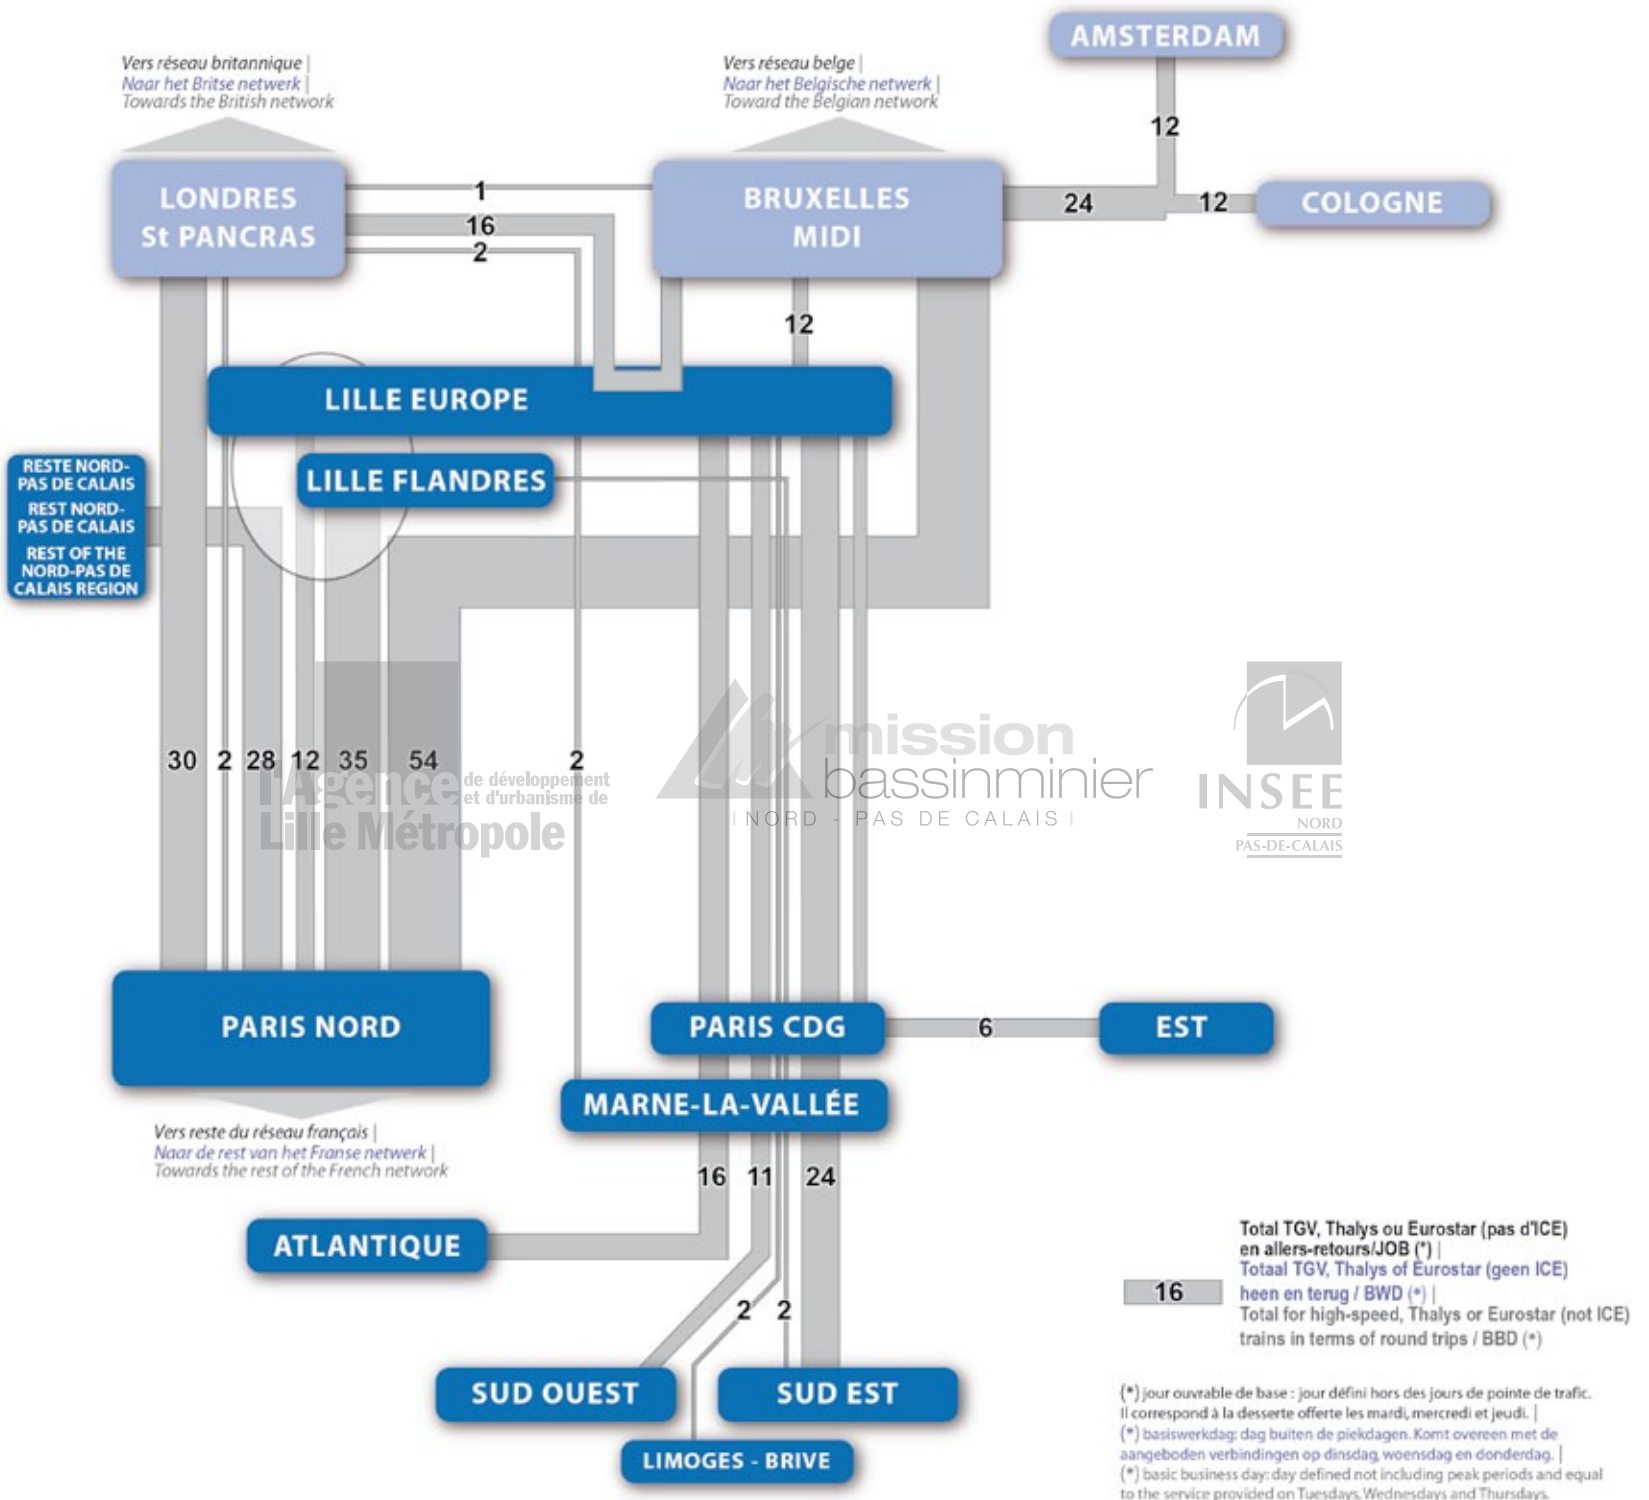 AMSTERDAM
Vers réseau britannique |
Naar het Britse netwerk |
Towards the British network
Vers réseau belge |
Naar het Belgische netwerk |
Toward the Belgian network
12
LONDRES
St PANCRAS
1
16
2
BRUXELLES
MIDI
24
12
COLOGNE
12
LILLE EUROPE
LILLE FLANDRES
RESTE NORD-
PAS DE CALAIS
REST NORD-
PAS DE CALAIS
REST OF THE
NORD-PAS DE
CALAIS REGION
30
2
28
12
35
54
2
l'Agence de développement
et d'urbanisme de
Lille Métropole
mission
bassinminier
| NORD - PAS DE CALAIS |
INSEE
NORD
PAS-DE-CALAIS
PARIS NORD
PARIS CDG
6
EST
MARNE-LA-VALLÉE
Vers reste du réseau français |
Naar de rest van het Franse netwerk |
Towards the rest of the French network
16
11
24
ATLANTIQUE
2
2
SUD OUEST
SUD EST
LIMOGES - BRIVE
16
Total TGV, Thalys ou Eurostar (pas d'ICE)
en allers-retours/JOB (*) |
Totaal TGV, Thalys of Eurostar (geen ICE)
heen en terug / BWD (*) |
Total for high-speed, Thalys or Eurostar (not ICE)
trains in terms of round trips / BBD (*)
(*) jour ouvrable de base : jour défini hors des jours de pointe de trafic.
Il correspond à la desserte offerte les mardi, mercredi et jeudi. |
(*) basiswerkdag: dag buiten de piekdagen. Komt overeen met de
aangeboden verbindingen op dinsdag, woensdag en donderdag. |
(*) basic business day: day defined not including peak periods and equal
to the service provided on Tuesdays, Wednesdays and Thursdays.